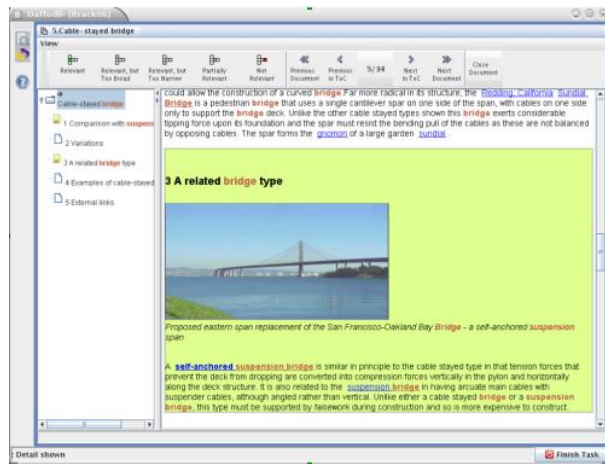 Daffodil- (itrack06)
5.Cable- stayed bridge
View
Relevant
Relevant, but
Too Broad
Relevant, but
Too Narrow
Partially
Relevant
Not
Relevant
Previous
Document
Previous
in ToC
5/34
Next
in ToC
Next
Document
Close
Document
Cable-stayed bridge
1 Comparison with suspens
2 Variations
3 A related bridge type
4 Examples of cable-stayed
5 External links
could allow the construction of a curved bridge.Far more radical in its structure, the Redding, California Sundial
Bridge is a pedestrian bridge that uses a single cantilever spar on one side of the span, with cables on one side
only to support the bridge deck. Unlike the other cable stayed types shown this bridge exerts considerable
tipping force upon its foundation and the spar must resist the bending pull of the cables as these are not balanced
by opposing cables. The spar forms the gnomon of a large garden sundial .
3 A related bridge type
Proposed eastern span replacement of the San Francisco-Oakland Bay Bridge - a self-anchored suspension
span
A self-anchored suspension bridge is similar in principle to the cable stayed type in that tension forces that
prevent the deck from dropping are converted into compression forces vertically in the pylon and horizontally
along the deck structure. It is also related to the suspension bridge in having arcuate main cables with
suspender cables, although angled rather than vertical. Unlike either a cable stayed bridge or a suspension
bridge, this type must be supported by falsework during construction and so is more expensive to construct.
: Detail shown
Finish Task